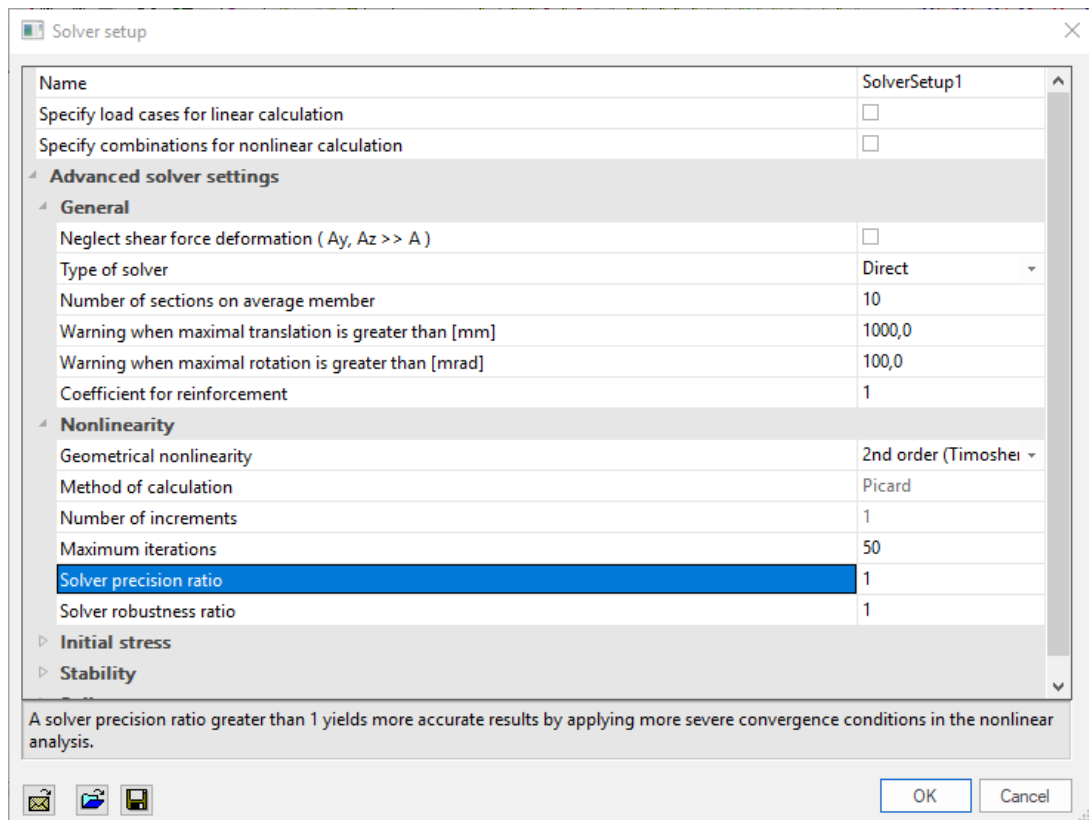 Solver setup
Name SolverSetup1
Specify load cases for linear calculation
Specify combinations for nonlinear calculation
Advanced solver settings
General
Neglect shear force deformation ( Ay, Az >> A )
Type of solver Direct
Number of sections on average member 10
Warning when maximal translation is greater than [mm] 1000,0
Warning when maximal rotation is greater than [mrad] 100,0
Coefficient for reinforcement 1
Nonlinearity
Geometrical nonlinearity 2nd order (Timoshe
Method of calculation Picard
Number of increments 1
Maximum iterations 50
Solver precision ratio 1
Solver robustness ratio 1
Initial stress
Stability
A solver precision ratio greater than 1 yields more accurate results by applying more severe convergence conditions in the nonlinear
analysis.
OK Cancel